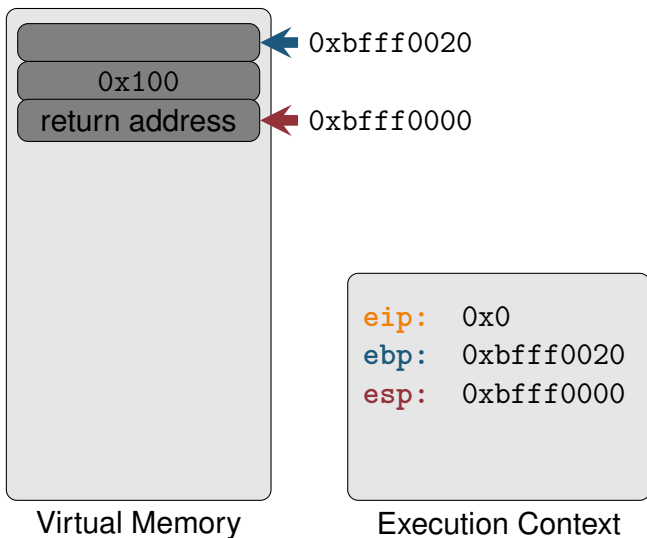 0xbfff0020
0x100
return address
0xbfff0000
eip: 0x0
ebp: 0xbfff0020
esp: 0xbfff0000
Virtual Memory
Execution Context